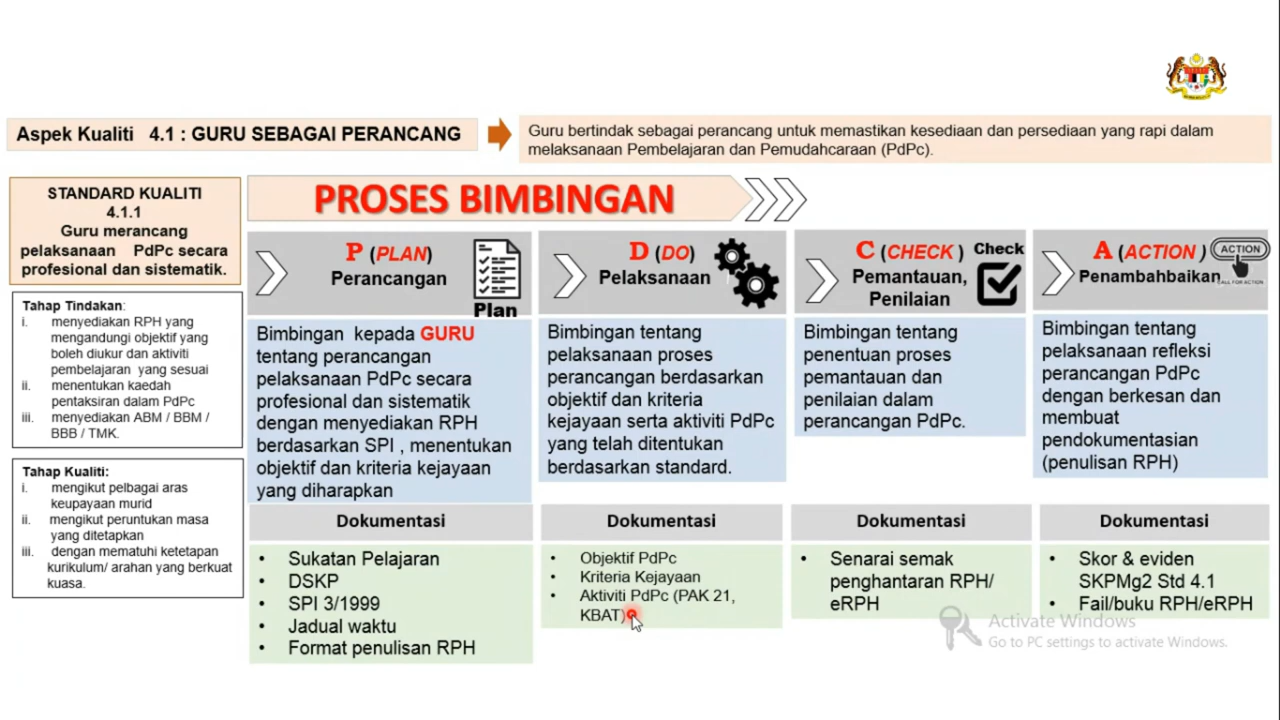 Aspek Kualiti 4.1 : GURU SEBAGAI PERANCANG
Guru bertindak sebagai perancang untuk memastikan kesediaan dan persediaan yang rapi dalam
melaksanaan Pembelajaran dan Pemudahcaraan (PdPc).
STANDARD KUALITI
4.1.1
Guru merancang
pelaksanaan PdPc secara
profesional dan sistematik.
Tahap Tindakan:
i. menyediakan RPH yang
mengandungi objektif yang
boleh diukur dan aktiviti
pembelajaran yang sesuai
ii. menentukan kaedah
pentaksiran dalam PdPc
iii. menyediakan ABM / BBM /
BBB / TMK.
Tahap Kualiti:
i. mengikut pelbagai aras
keupayaan murid
ii. mengikut peruntukan masa
yang ditetapkan
iii. dengan mematuhi ketetapan
kurikulum/ arahan yang berkuat
kuasa.
PROSES BIMBINGAN
P (PLAN)
Perancangan
Plan
Bimbingan kepada GURU
tentang perancangan
pelaksanaan PdPc secara
profesional dan sistematik
dengan menyediakan RPH
berdasarkan SPI , menentukan
objektif dan kriteria kejayaan
yang diharapkan
Dokumentasi
• Sukatan Pelajaran
• DSKP
• SPI 3/1999
• Jadual waktu
• Format penulisan RPH
D (DO)
Pelaksanaan
Bimbingan tentang
pelaksanaan proses
perancangan berdasarkan
objektif dan kriteria
kejayaan serta aktiviti PdPc
yang telah ditentukan
berdasarkan standard.
Dokumentasi
• Objektif PdPc
• Kriteria Kejayaan
• Aktiviti PdPc (PAK 21,
KBAT)
C (CHECK )
Pemantauan,
Penilaian
Check
Bimbingan tentang
penentuan proses
pemantauan dan
penilaian dalam
perancangan PdPc.
Dokumentasi
• Senarai semak
penghantaran RPH/
eRPH
A (ACTION )
Penambahbaikan
ACTION
CALL FOR ACTION
Bimbingan tentang
pelaksanaan refleksi
perancangan PdPc
dengan berkesan dan
membuat
pendokumentasian
(penulisan RPH)
Dokumentasi
• Skor & eviden
SKPMg2 Std 4.1
• Fail/buku RPH/eRPH
Activate Windows
Go to PC settings to activate Windows.